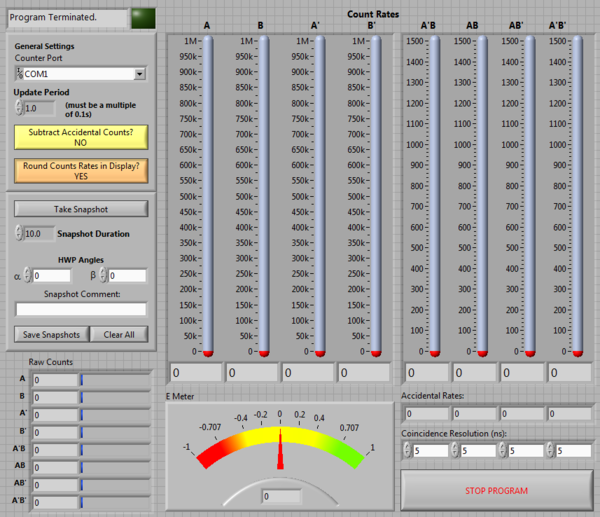 Program Terminated.
General Settings
Counter Port
COM1
Update Period
1.0 (must be a multiple of 0.1s)
Subtract Accidental Counts?
NO
Round Counts Rates in Display?
YES
Take Snapshot
10.0 Snapshot Duration
HWP Angles
α 0 β 0
Snapshot Comment:
Save Snapshots Clear All
Raw Counts
A 0
B 0
A' 0
B' 0
A'B 0
AB 0
AB' 0
A'B' 0
Count Rates
A B A' B' A'B AB AB' A'B'
1M 1M 1M 1M 1500 1500 1500 1500
950k 950k 950k 950k
900k 900k 900k 900k 1400 1400 1400 1400
850k 850k 850k 850k 1300 1300 1300 1300
800k 800k 800k 800k 1200 1200 1200 1200
750k 750k 750k 750k 1100 1100 1100 1100
700k 700k 700k 700k
650k 650k 650k 650k 1000 1000 1000 1000
600k 600k 600k 600k 900 900 900 900
550k 550k 550k 550k 800 800 800 800
500k 500k 500k 500k
450k 450k 450k 450k 700 700 700 700
400k 400k 400k 400k 600 600 600 600
350k 350k 350k 350k 500 500 500 500
300k 300k 300k 300k
250k 250k 250k 250k 400 400 400 400
200k 200k 200k 200k 300 300 300 300
150k 150k 150k 150k 200 200 200 200
100k 100k 100k 100k
50k 50k 50k 50k 100 100 100 100
0 0 0 0 0 0 0 0
0 0 0 0 0 0 0 0
E Meter
-1 -0.707 -0.4 -0.2 0 0.2 0.4 0.707 1
0
Accidental Rates:
0 0 0 0
Coincidence Resolution (ns):
5 5 5 5
STOP PROGRAM